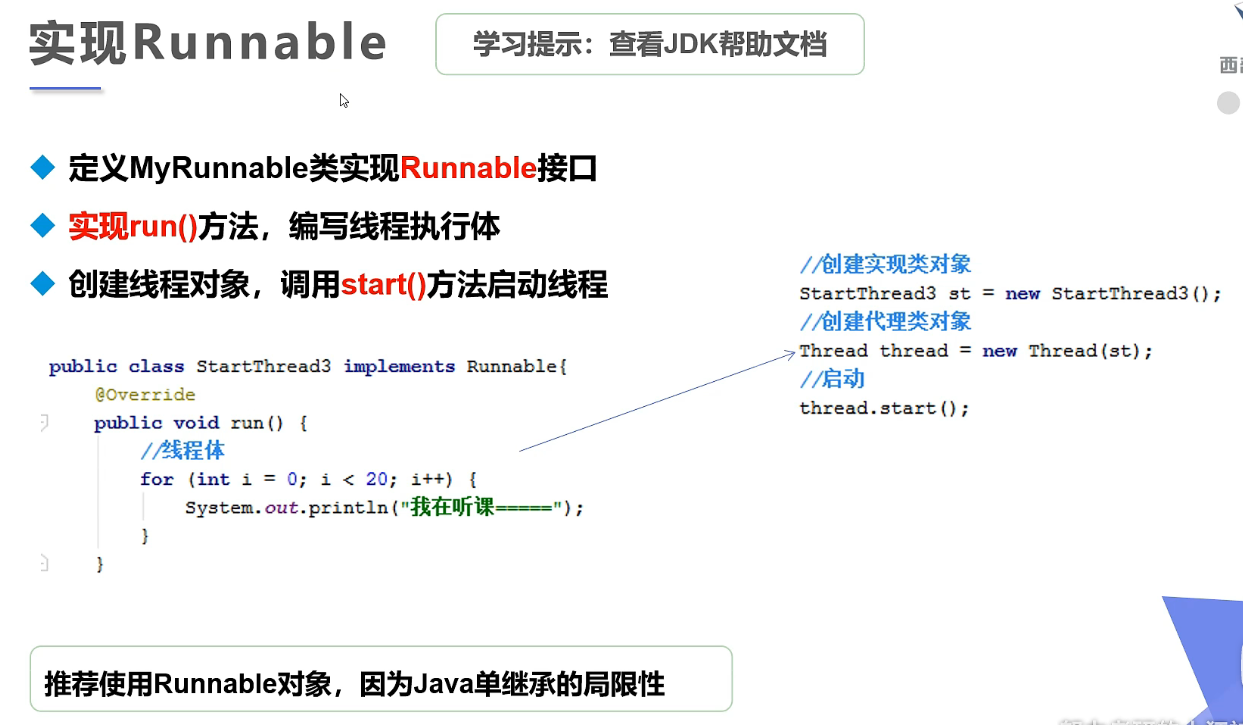 实现Runnable
学习提示：查看JDK帮助文档
西
定义MyRunnable类实现Runnable接口
实现run()方法，编写线程执行体
创建线程对象，调用start()方法启动线程
public class StartThread3 implements Runnable{
@Override
public void run() {
//线程体
for (int i = 0; i < 20; i++) {
System.out.println("我在听课=====");
}
}
//创建实现类对象
StartThread3 st = new StartThread3();
//创建代理类对象
Thread thread = new Thread(st);
//启动
thread.start();
推荐使用Runnable对象，因为Java单继承的局限性